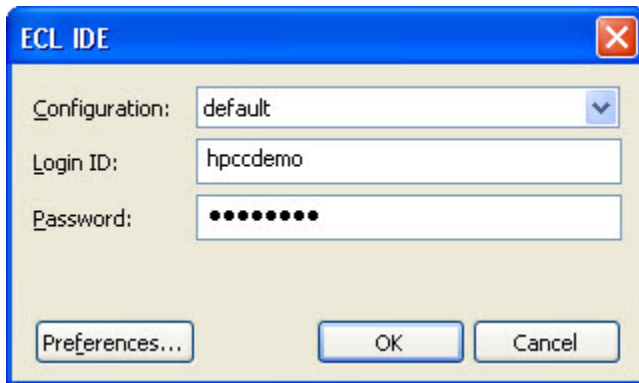 ECL IDE
Configuration: default
Login ID: hpccdemo
Password: ●●●●●●●●
Preferences... OK Cancel